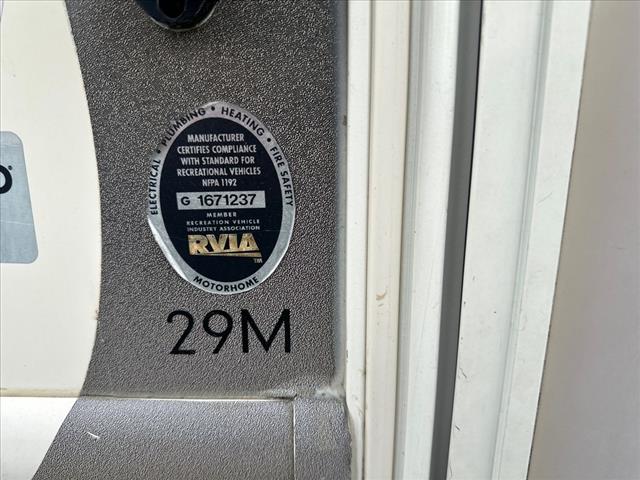 ELECTRICAL • PLUMBING • HEATING • FIRE SAFETY
MANUFACTURER
CERTIFIES COMPLIANCE
WITH STANDARD FOR
RECREATIONAL VEHICLES
NFPA 1192
G 1671237
MEMBER
RECREATION VEHICLE
INDUSTRY ASSOCIATION
RVIA
TM
MOTORHOME
29M